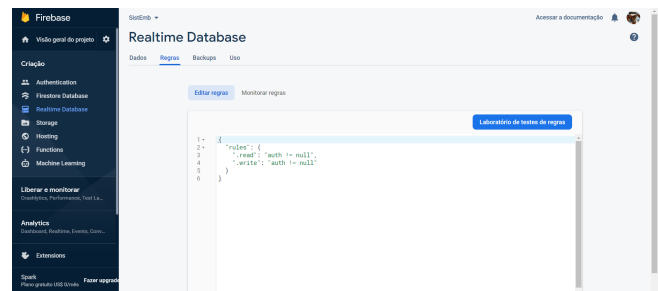 Firebase
Visão geral do projeto
Criação
Authentication
Firestore Database
Realtime Database
Storage
Hosting
Functions
Machine Learning
Liberar e monitorar
Crashlytics, Performance, Test La...
Analytics
Dashboard, Realtime, Events, Conv...
Extensions
Spark
Plano gratuito US$ 0/mês
Fazer upgrade
SistEmb
Acessar a documentação
Realtime Database
Dados Regras Backups Uso
Editar regras Monitorar regras
Laboratório de testes de regras
1 {
2 "rules": {
3 ".read": "auth != null",
4 ".write": "auth != null"
5 }
6 }